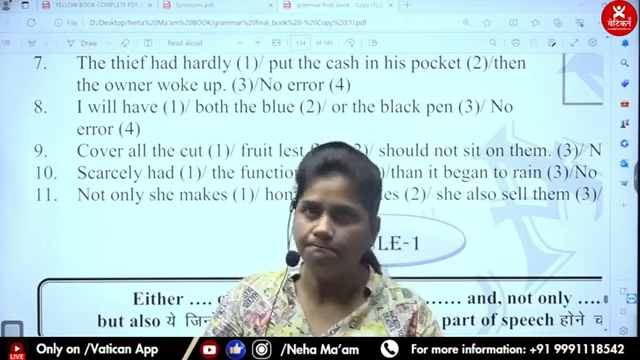 YELLOW BOOK COMPLETE PDF
Synonyms.pdf
grammar final_book - Copy (1).pdf
D:/Desktop/Neha%20Ma'am%20BOOK/grammar final_book%20-%20Copy%20(1).pdf
Draw
Read aloud
134 of 145
वेटिकन
7. The thief had hardly (1)/ put the cash in his pocket (2)/then
the owner woke up. (3)/No error (4)
8. I will have (1)/ both the blue (2)/ or the black pen (3)/ No
error (4)
9. Cover all the cut (1)/ fruit lest should not sit on them. (3)/ N
10. Scarcely had (1)/ the function /than it began to rain (3)/No
11. Not only she makes (1)/ (2)/ she also sell them (3)/
LE-1
Either .... and, not only
but also ये part of speech होने
LIVE
Only on /Vatican App
/Neha Ma'am
For more information: +91 9991118542